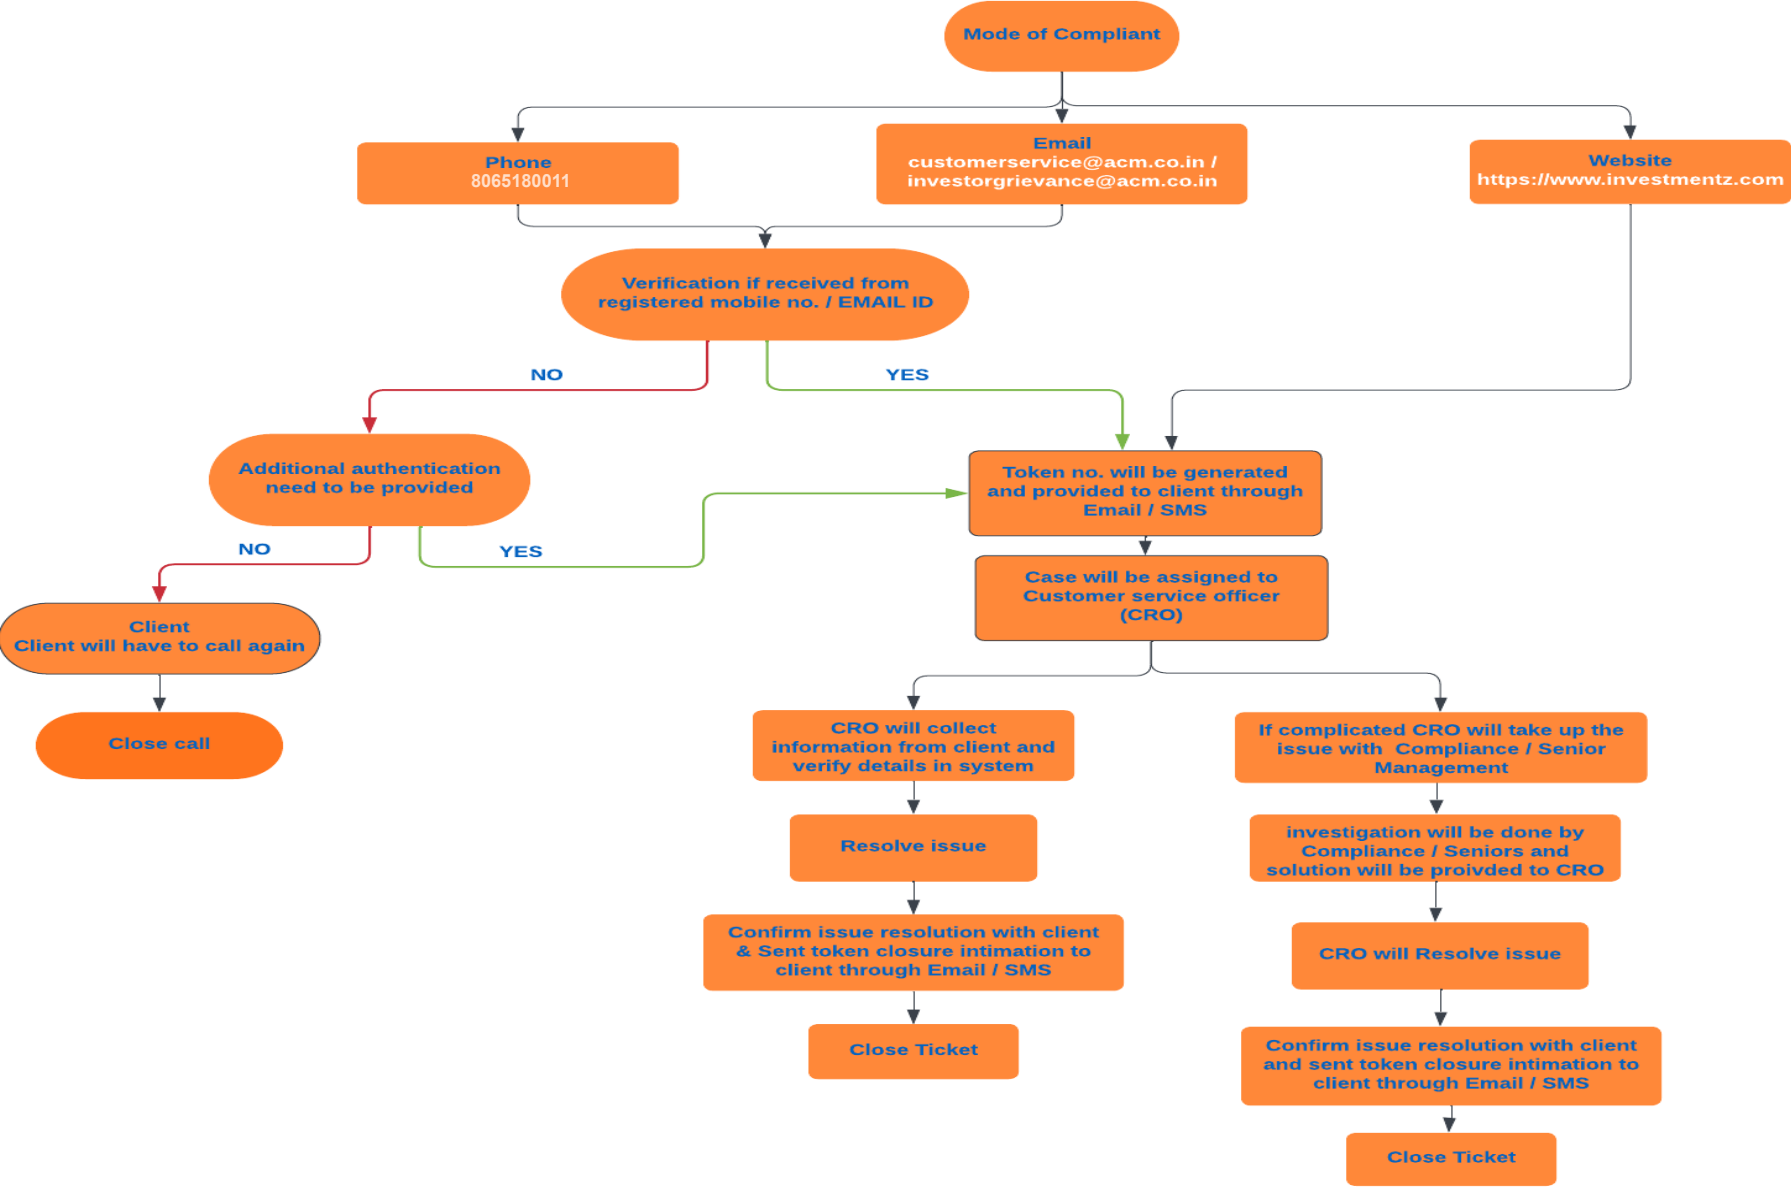 Mode of Compliant
Phone
8065180011
Email
customerservice@acm.co.in /
investorgrievance@acm.co.in
Website
https://www.investmentz.com
Verification if received from
registered mobile no. / EMAIL ID
NO
YES
Additional authentication
need to be provided
Token no. will be generated
and provided to client through
Email / SMS
NO
YES
Case will be assigned to
Customer service officer
(CRO)
Client
Client will have to call again
Close call
CRO will collect
information from client and
verify details in system
If complicated CRO will take up the
issue with Compliance / Senior
Management
Resolve issue
investigation will be done by
Compliance / Seniors and
solution will be proivded to CRO
Confirm issue resolution with client
& Sent token closure intimation to
client through Email / SMS
CRO will Resolve issue
Close Ticket
Confirm issue resolution with client
and sent token closure intimation to
client through Email / SMS
Close Ticket